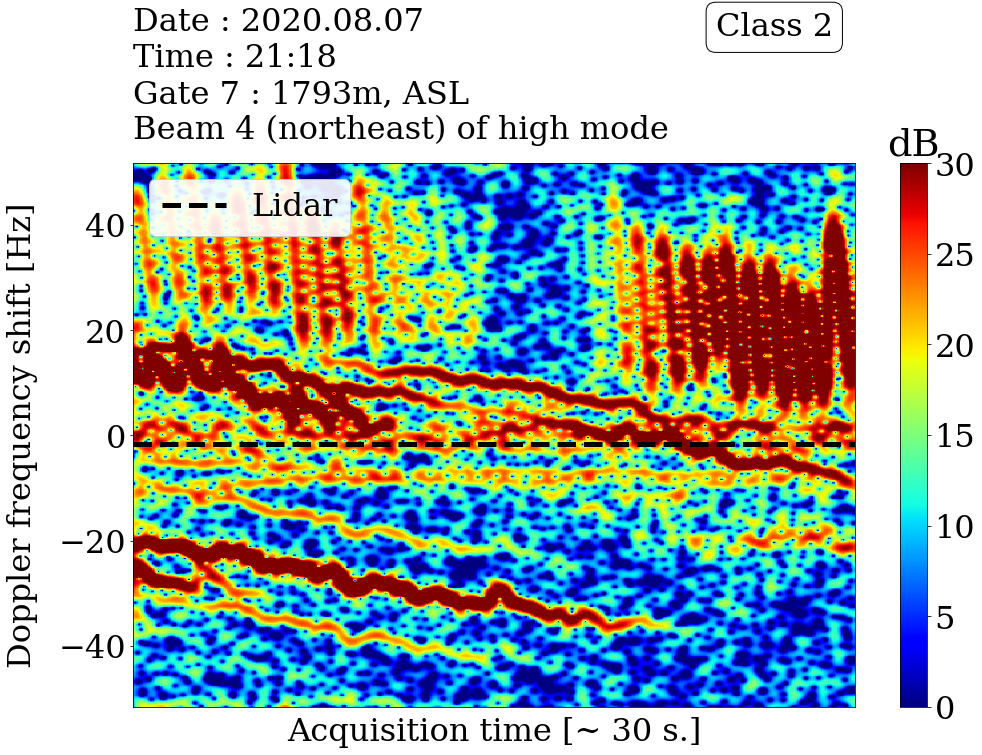 Date : 2020.08.07
Class 2
Time : 21:18
Gate 7 : 1793m, ASL
Beam 4 (northeast) of high mode
dB
Lidar
Doppler frequency shift [Hz]
40
20
0
−20
−40
30
25
20
15
10
5
0
Acquisition time [~ 30 s.]